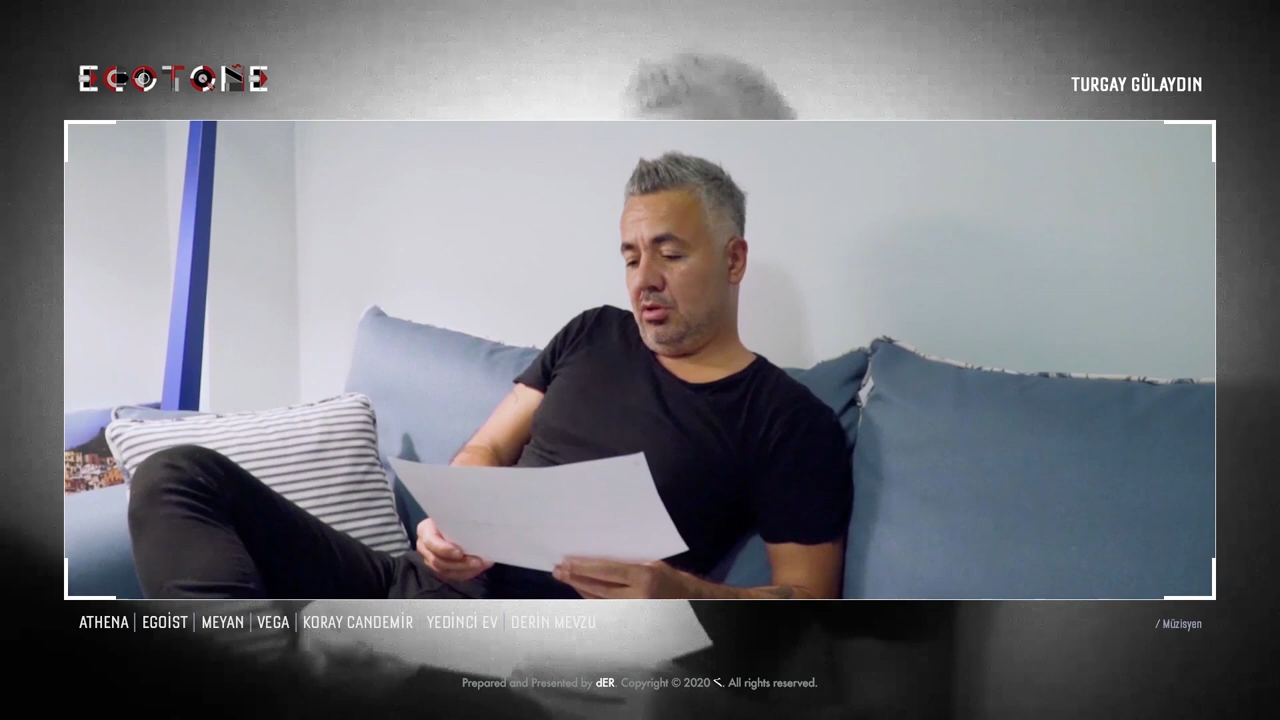 ECOTOÑE
TURGAY GÜLAYDIN
ATHENA | EGOİST | MEYAN | VEGA | KORAY CANDEMİR YEDİNCİ EV | DERİN MEVZU
/ Müzisyen
Prepared and Presented by dER. Copyright © 2020 . All rights reserved.